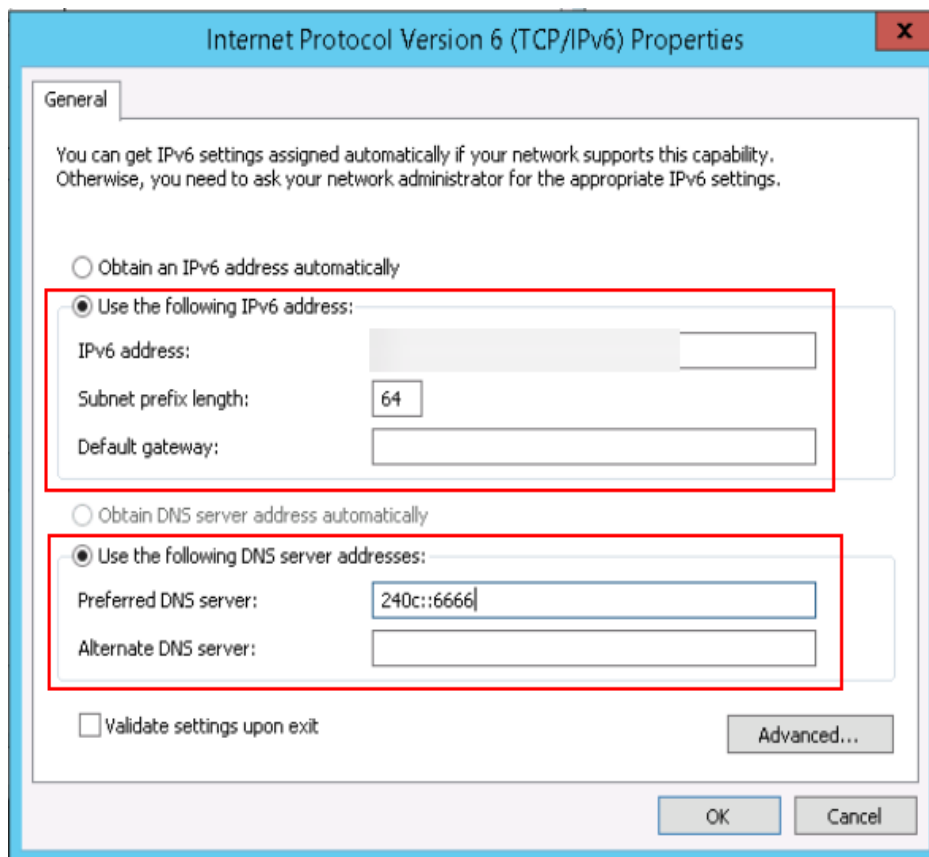 Internet Protocol Version 6 (TCP/IPv6) Properties
x
General
You can get IPv6 settings assigned automatically if your network supports this capability.
Otherwise, you need to ask your network administrator for the appropriate IPv6 settings.
Obtain an IPv6 address automatically
Use the following IPv6 address:
IPv6 address:
Subnet prefix length: 64
Default gateway:
Obtain DNS server address automatically
Use the following DNS server addresses:
Preferred DNS server: 240c::6666
Alternate DNS server:
Validate settings upon exit
Advanced...
OK Cancel